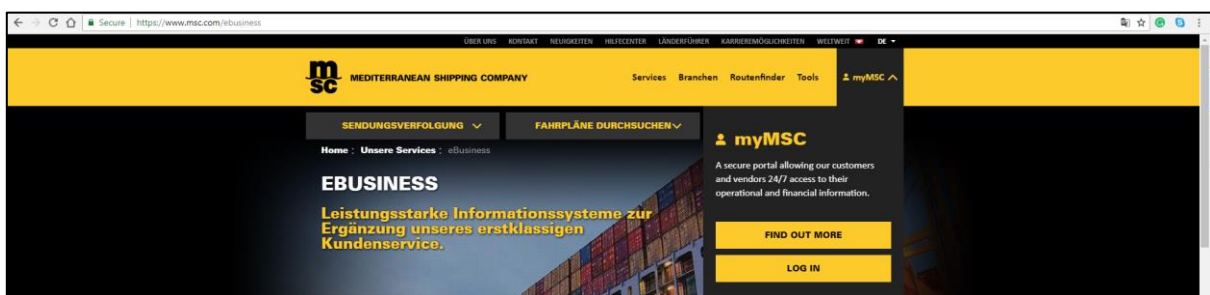 Secure | https://www.msc.com/ebusiness
ÜBER UNS KONTAKT NEUIGKEITEN HILFECENTER LÄNDERFÜHRER KARRIEREMÖGLICHKEITEN WELTWEIT DE
msc MEDITERRANEAN SHIPPING COMPANY Services Branchen Routenfinder Tools myMSC
SENDUNGSVERFOLGUNG FAHRPLÄNE DURCHSUCHEN
Home : Unsere Services : eBusiness
EBUSINESS
Leistungsstarke Informationssysteme zur
Ergänzung unseres erstklassigen
Kundenservice.
myMSC
A secure portal allowing our customers
and vendors 24/7 access to their
operational and financial information.
FIND OUT MORE
LOG IN